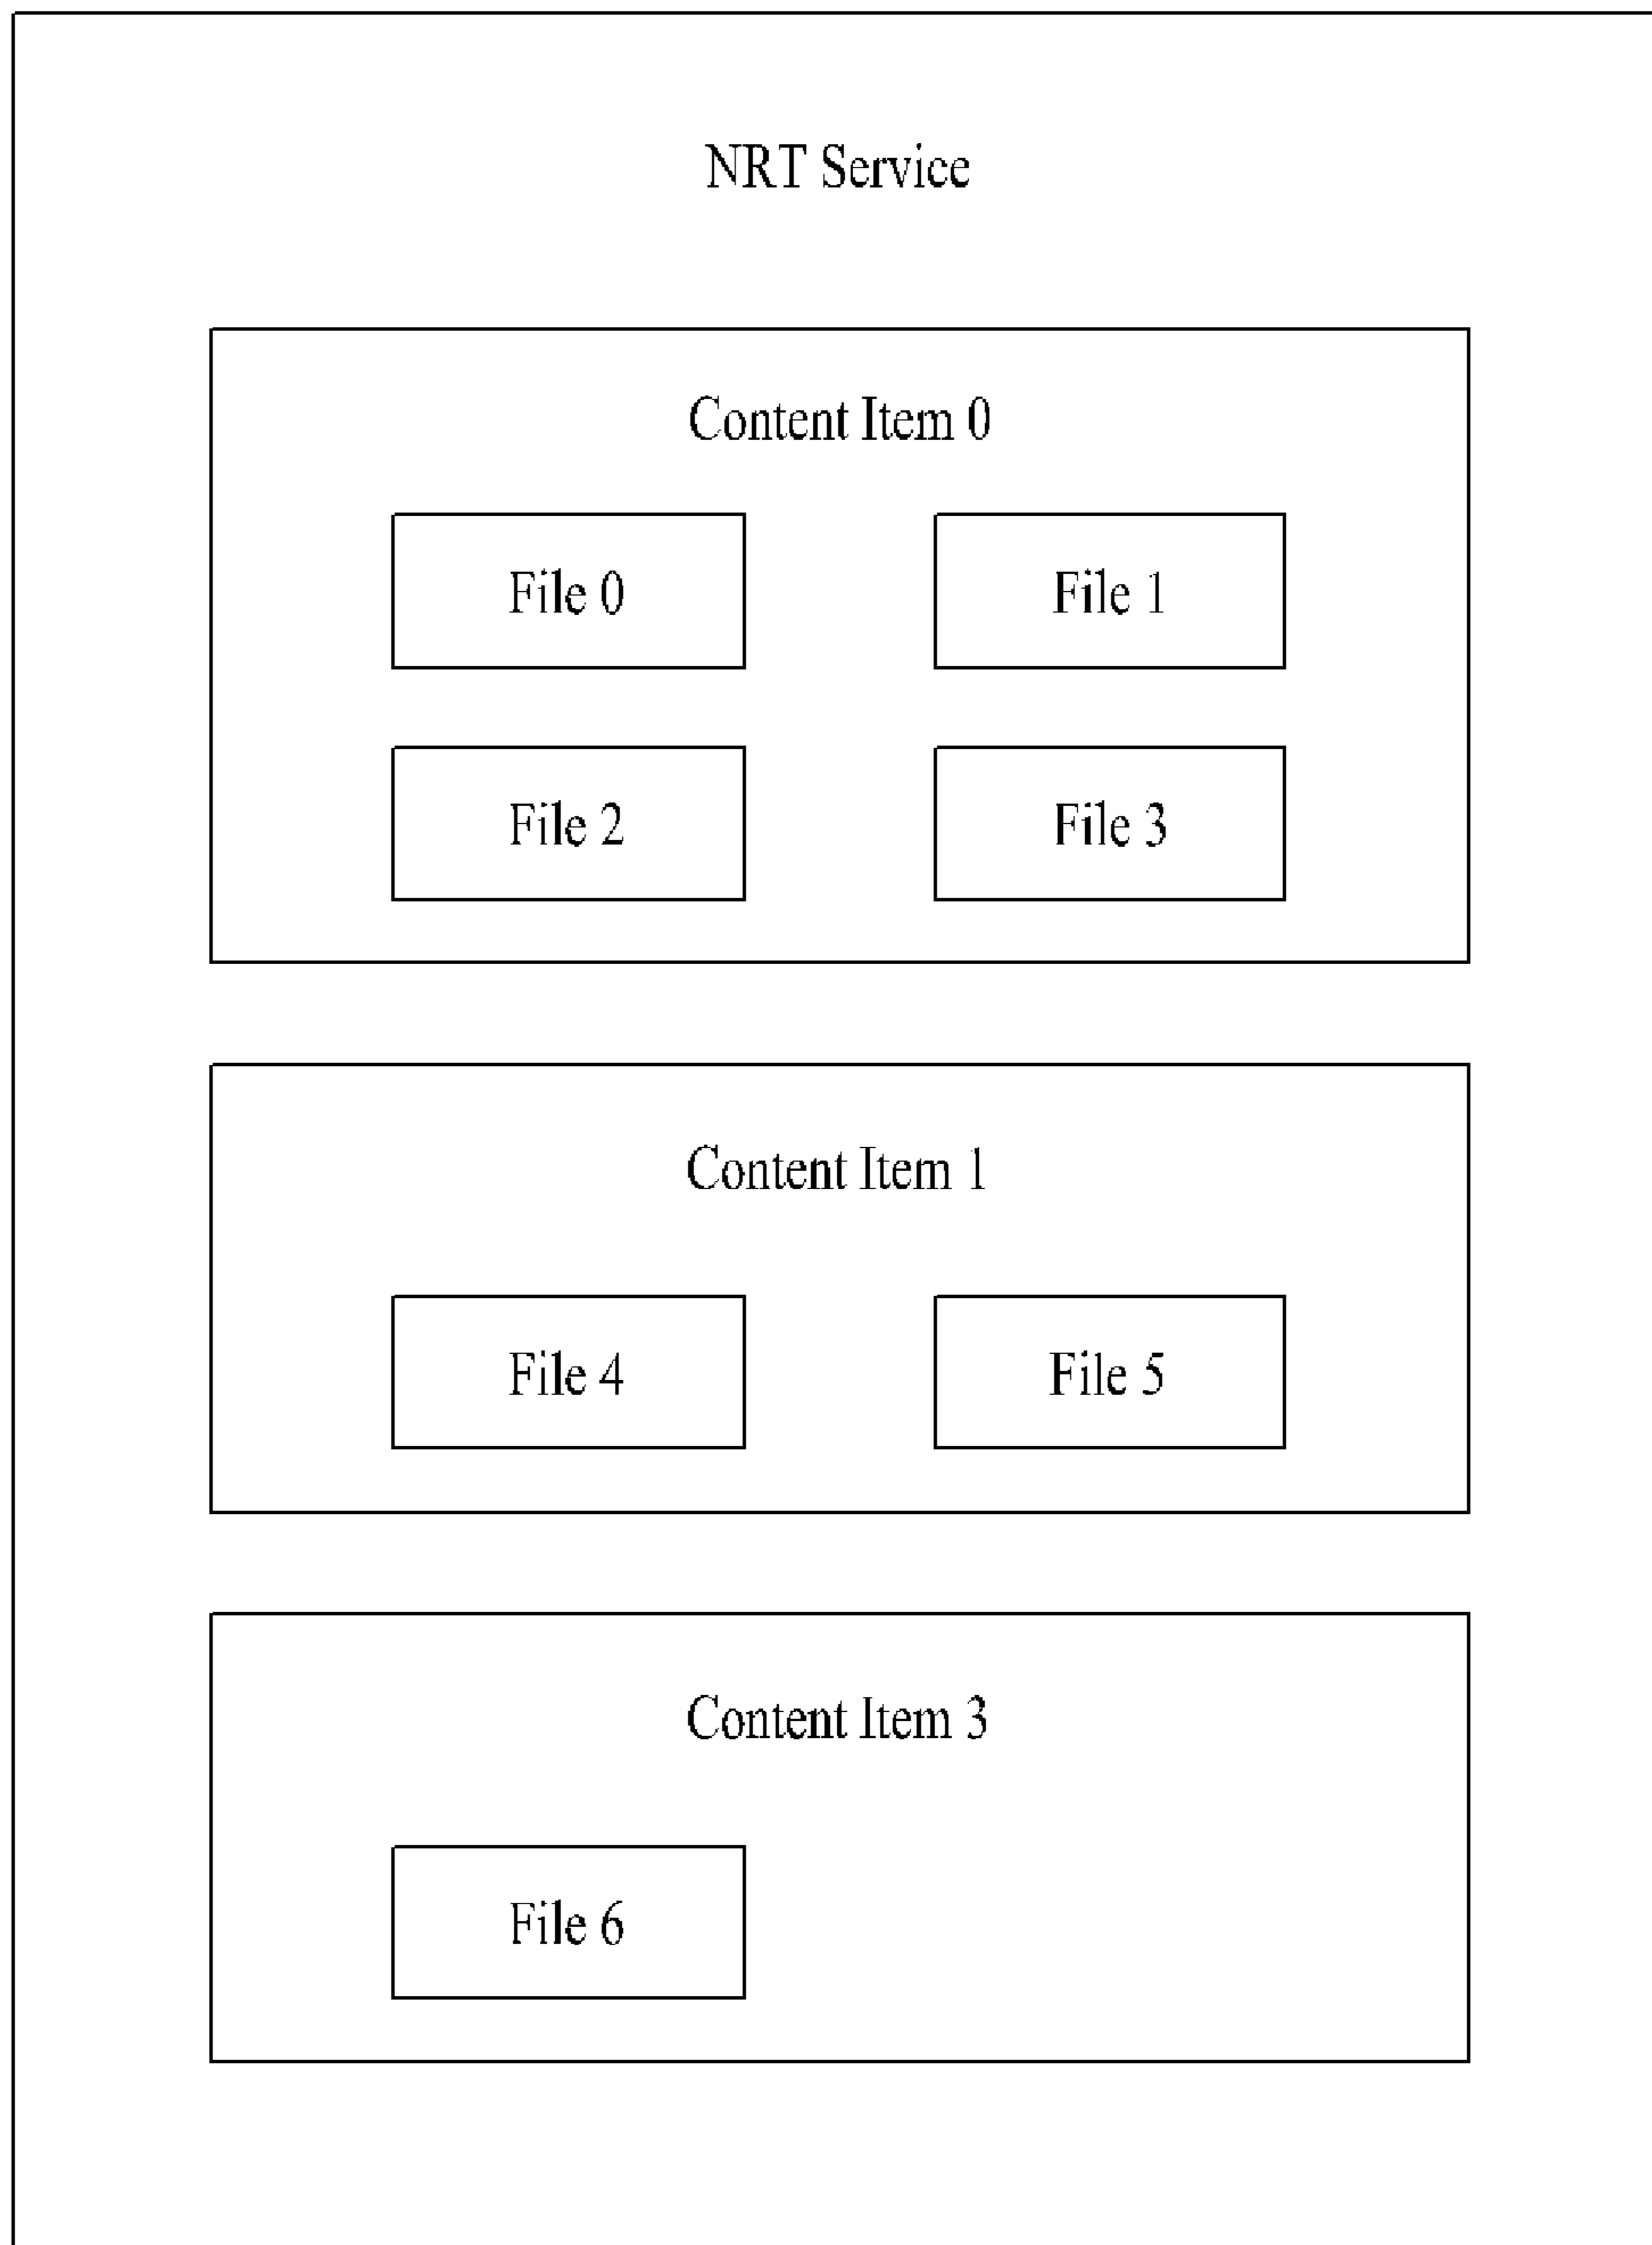 NRT Service
Content Item 0
File 0
File 1
File 2
File 3
Content Item 1
File 4
File 5
Content Item 3
File 6